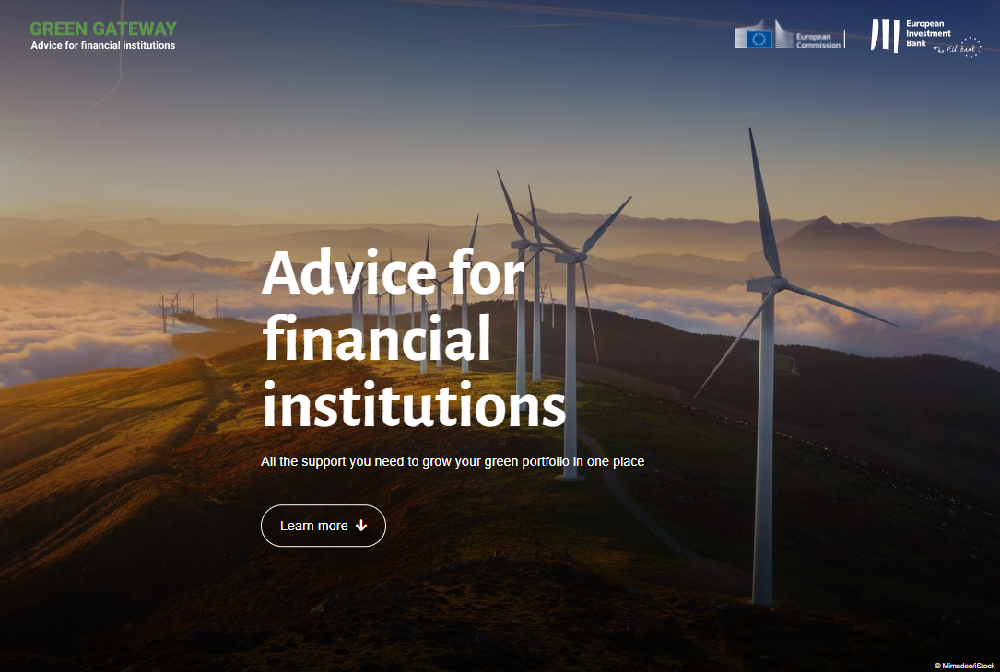 GREEN GATEWAY
Advice for financial institutions
European
Commission
European
Investment
Bank
The EU bank
Advice for
financial
institutions
All the support you need to grow your green portfolio in one place
Learn more
© Mimadeo/iStock